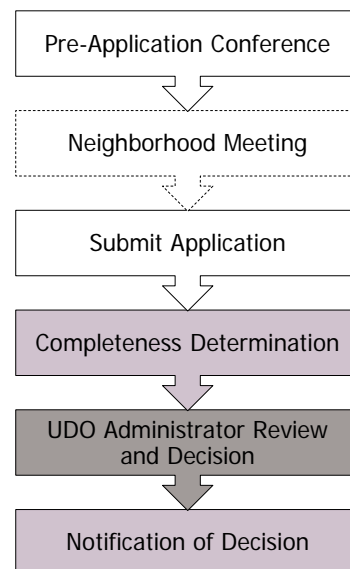 Pre-Application Conference
Neighborhood Meeting
Submit Application
Completeness Determination
UDO Administrator Review
and Decision
Notification of Decision